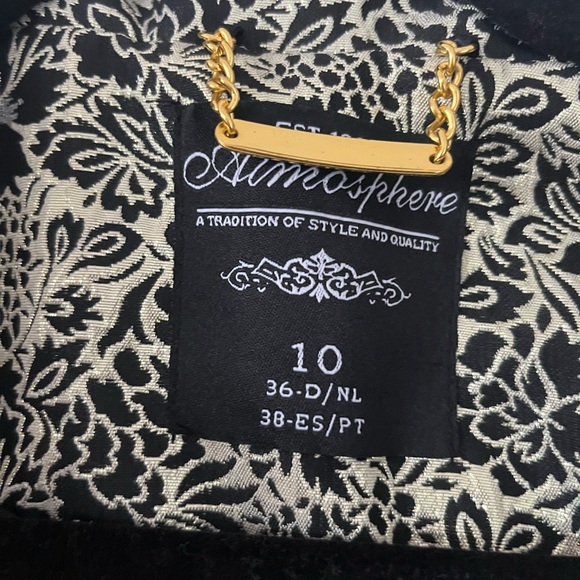 Atmosphere
A TRADITION OF STYLE AND QUALITY
10
36-D/NL
38-ES/PT